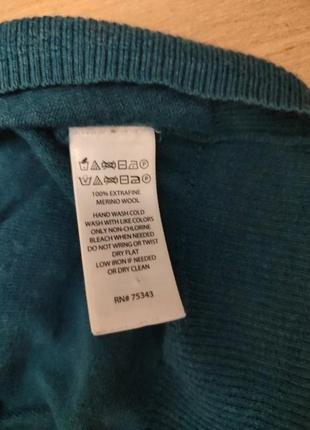 100% EXTRAFINE
MERINO WOOL
HAND WASH COLD
WASH WITH LIKE COLORS
ONLY NON-CHLORINE
BLEACH WHEN NEEDED
DO NOT WRING OR TWIST
DRY FLAT
LOW IRON IF NEEDED
OR DRY CLEAN
RN# 75343